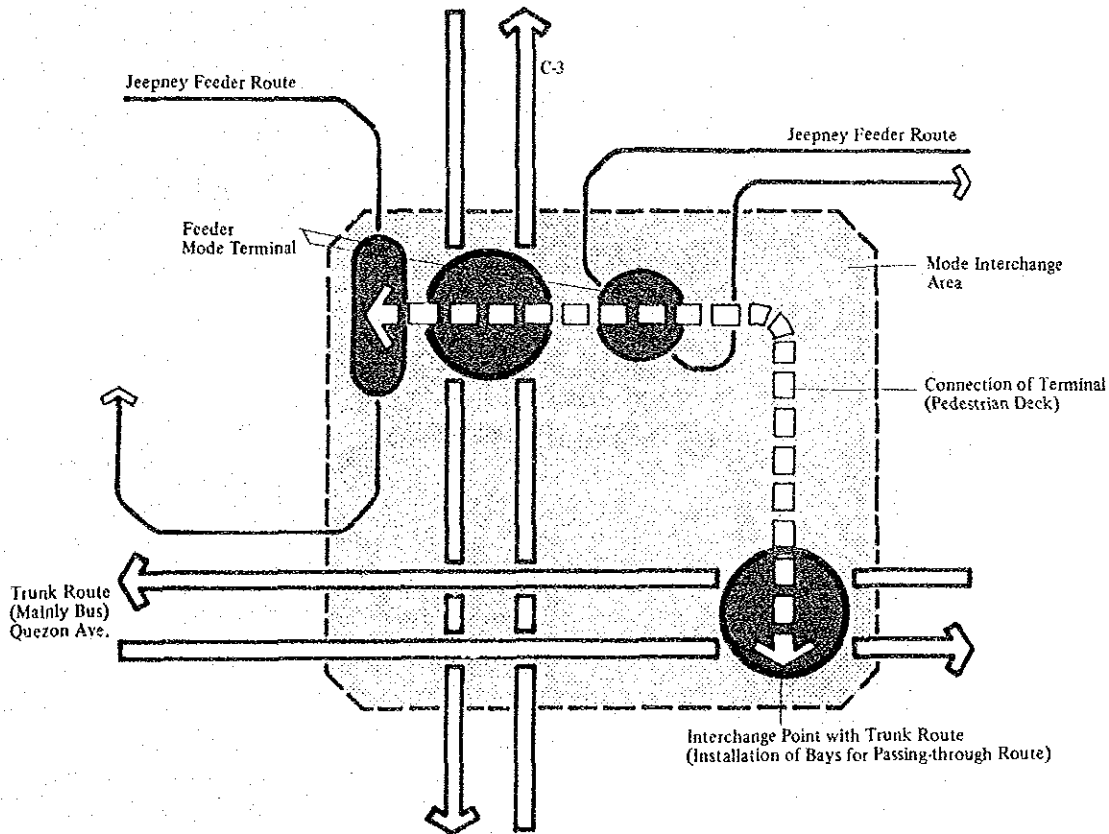 C-3
Jeepney Feeder Route
Jeepney Feeder Route
Feeder
Mode Terminal
Mode Interchange
Area
Connection of Terminal
(Pedestrian Deck)
Trunk Route
(Mainly Bus)
Quezon Ave.
Interchange Point with Trunk Route
(Installation of Bays for Passing-through Route)